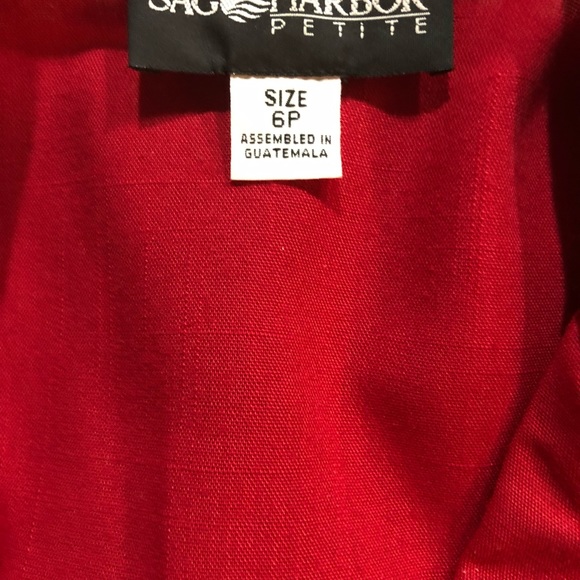 SAG HARBOR
PETITE
SIZE
6P
ASSEMBLED IN
GUATEMALA